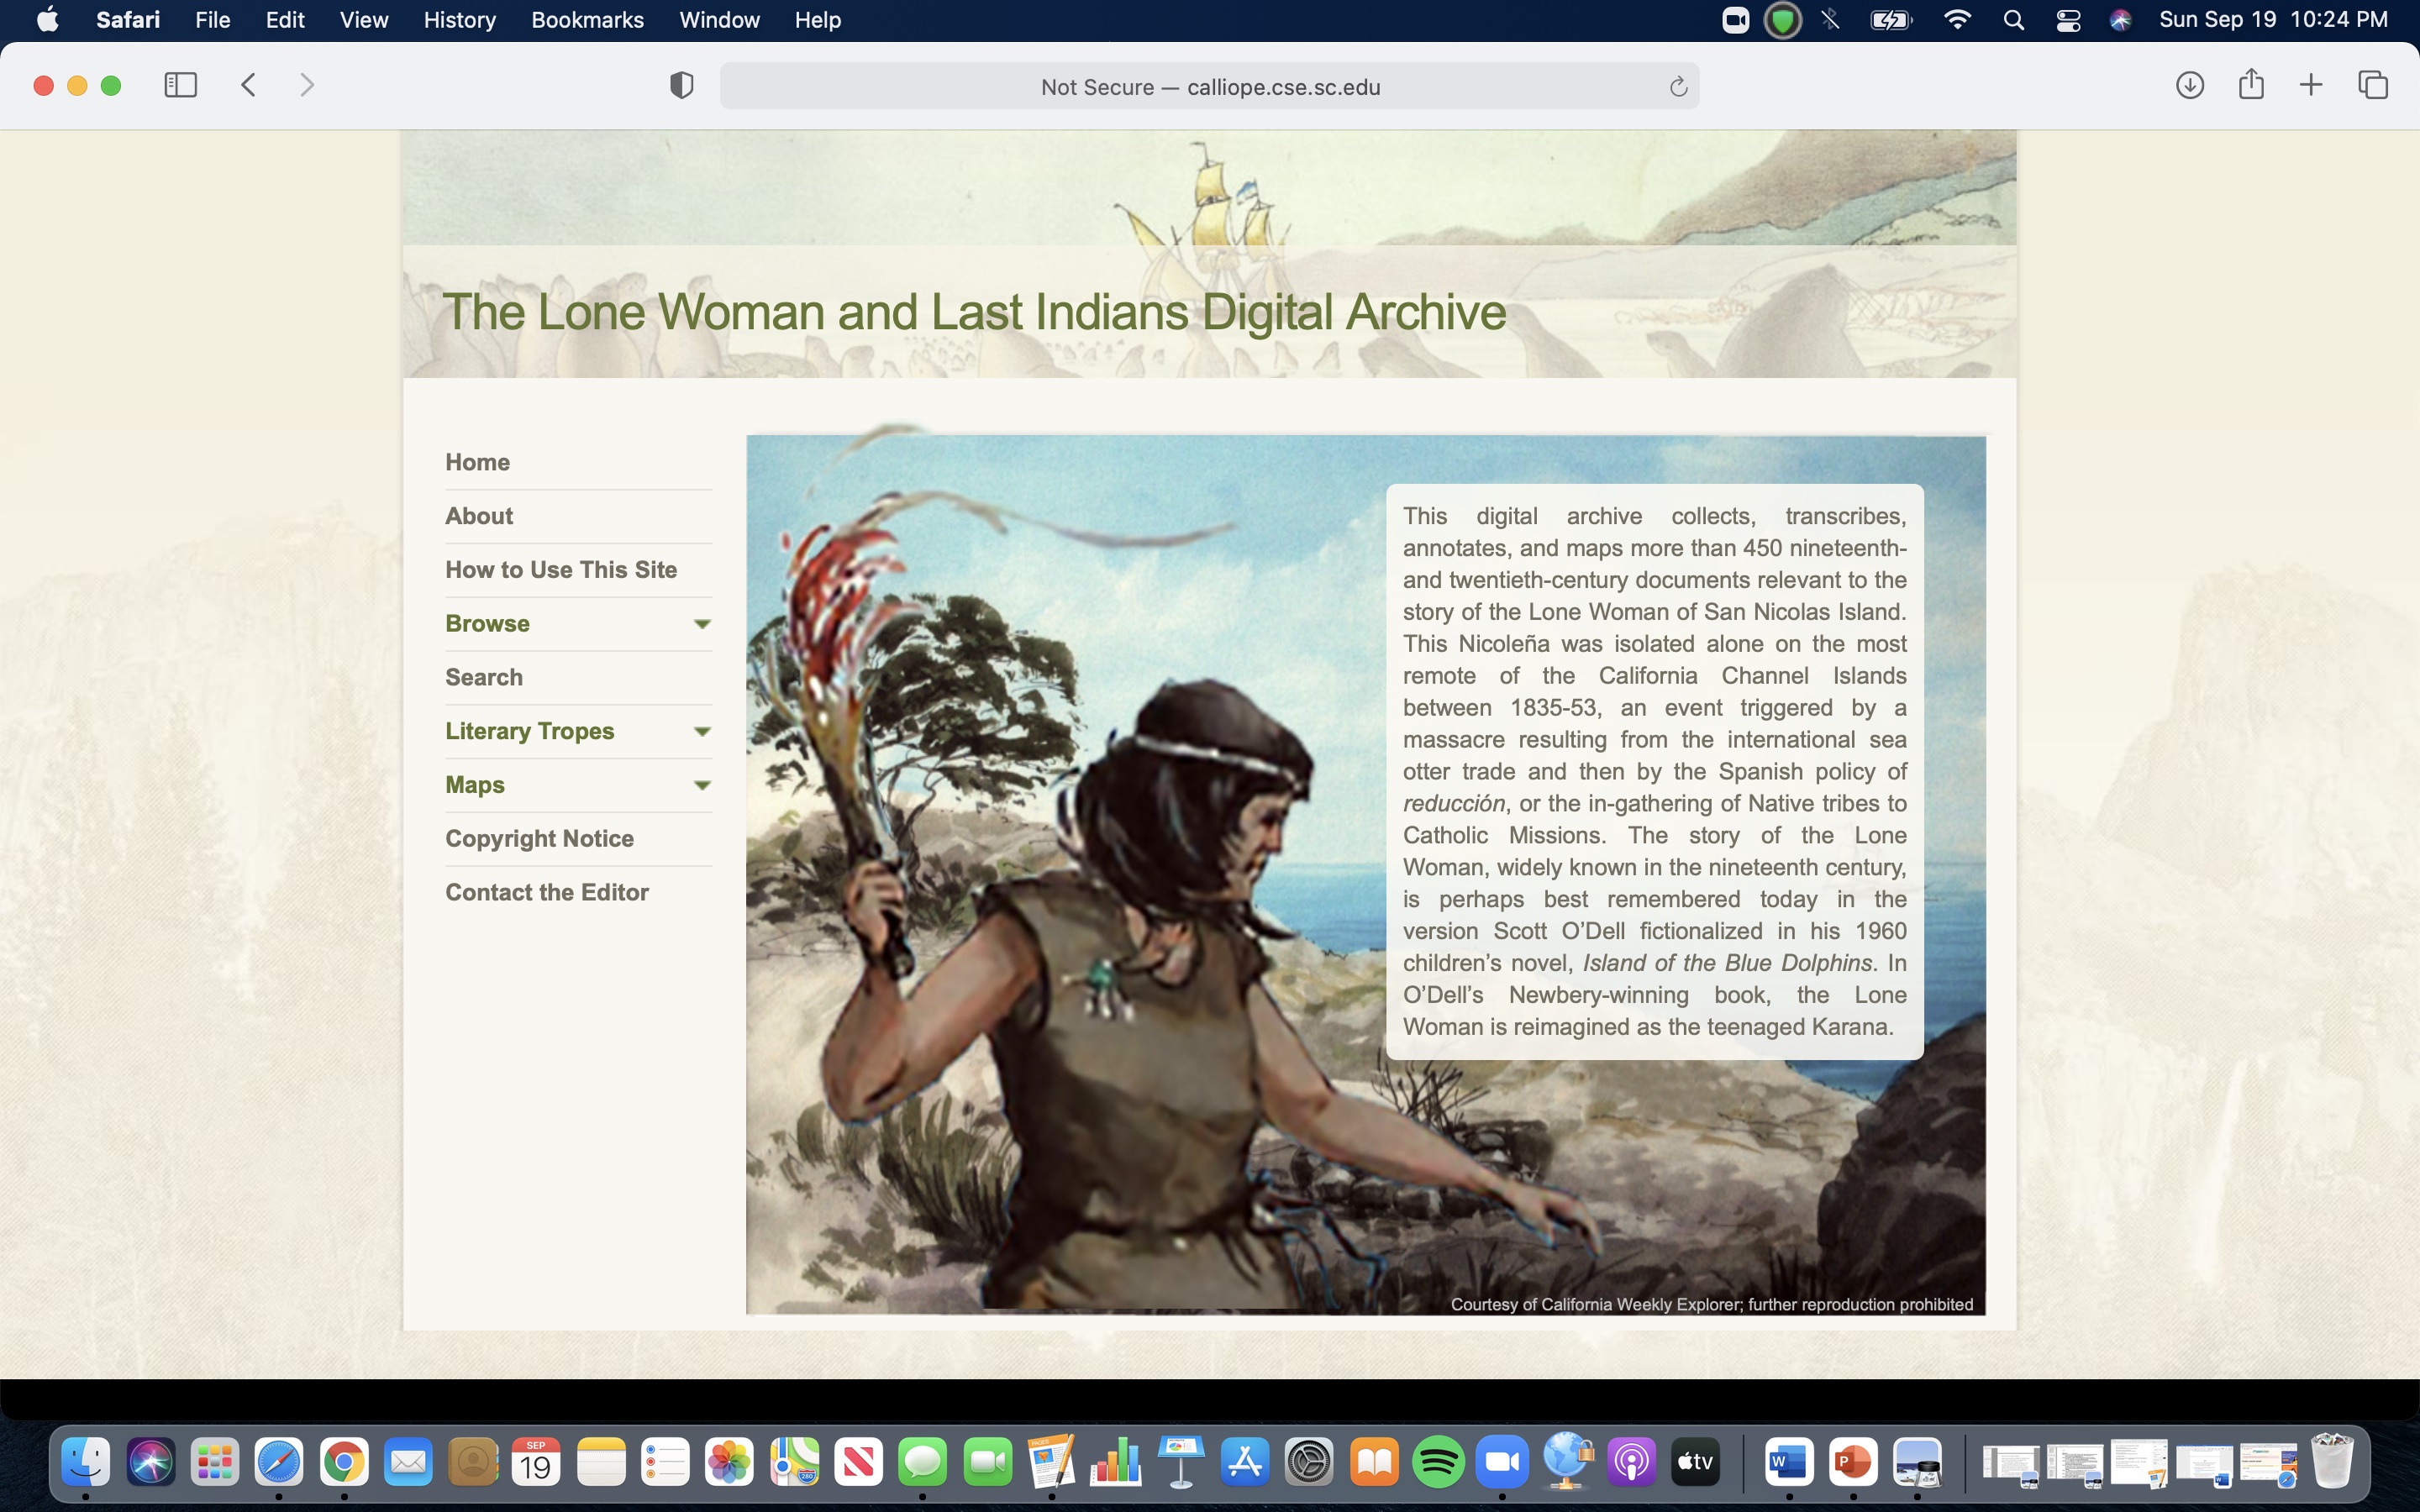 Safari File Edit View History Bookmarks Window Help Sun Sep 19 10:24 PM
Not Secure — calliope.cse.sc.edu
The Lone Woman and Last Indians Digital Archive
Home
About
How to Use This Site
Browse
Search
Literary Tropes
Maps
Copyright Notice
Contact the Editor
This digital archive collects, transcribes,
annotates, and maps more than 450 nineteenth-
and twentieth-century documents relevant to the
story of the Lone Woman of San Nicolas Island.
This Nicoleña was isolated alone on the most
remote of the California Channel Islands
between 1835-53, an event triggered by a
massacre resulting from the international sea
otter trade and then by the Spanish policy of
reducción, or the in-gathering of Native tribes to
Catholic Missions. The story of the Lone
Woman, widely known in the nineteenth century,
is perhaps best remembered today in the
version Scott O’Dell fictionalized in his 1960
children’s novel, Island of the Blue Dolphins. In
O’Dell’s Newbery-winning book, the Lone
Woman is reimagined as the teenaged Karana.
Courtesy of California Weekly Explorer; further reproduction prohibited
SEP
19
PAGES
280
tv
W
P